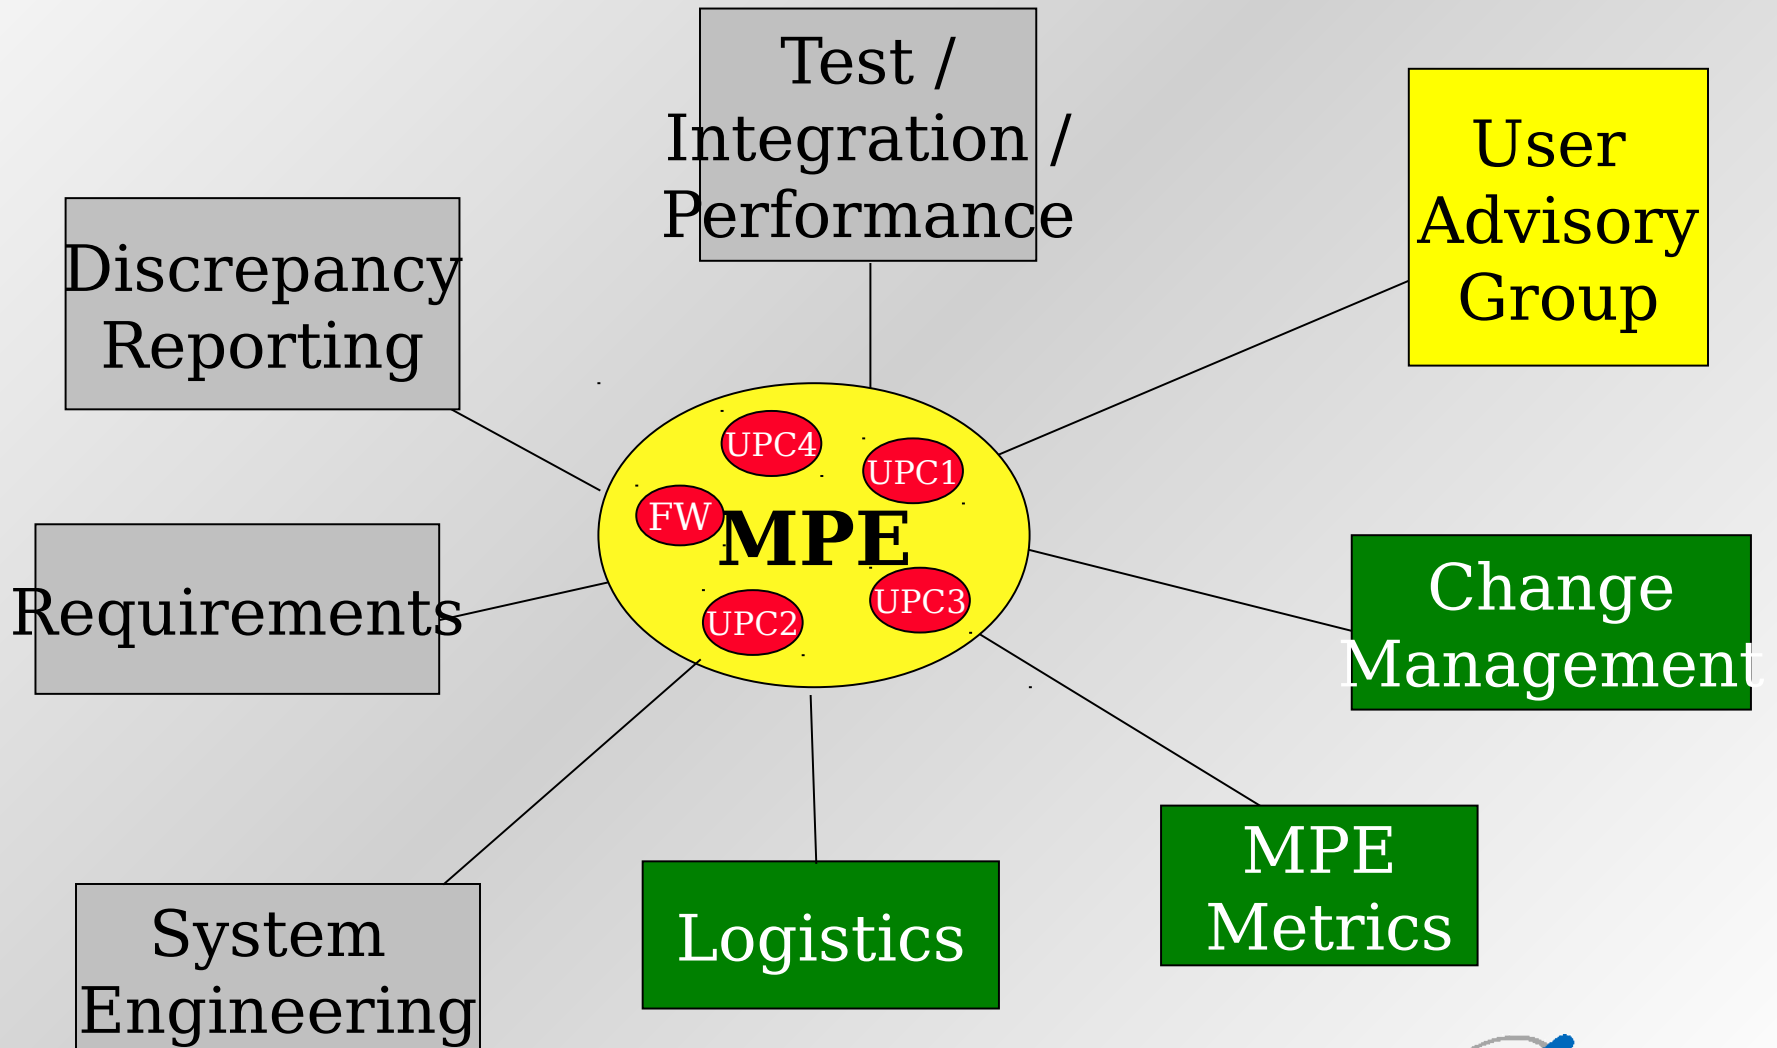 Test /
Integration /
Performance
User
Advisory
Group
Discrepancy
Reporting
UPC4
UPC1
FW
MPE
UPC3
UPC2
Requirements
Change
Management
MPE
Metrics
Logistics
System
Engineering